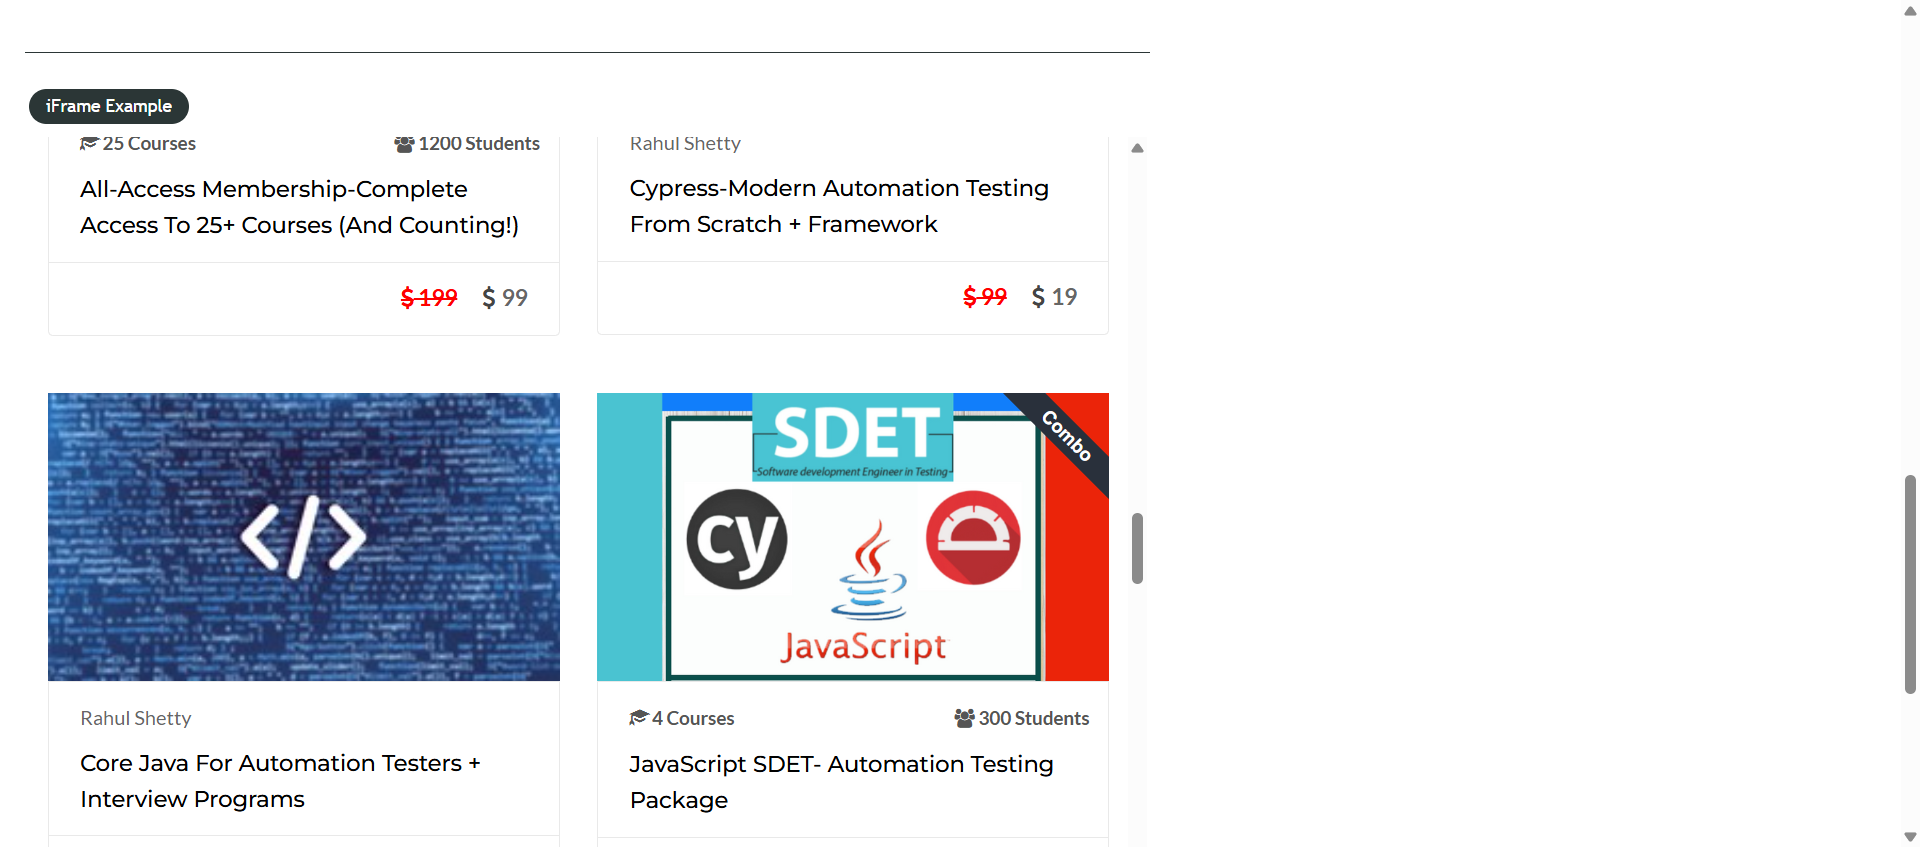 iFrame Example
25 Courses 1200 Students
All-Access Membership-Complete
Access To 25+ Courses (And Counting!)
$ 199 $ 99
Rahul Shetty
Cypress-Modern Automation Testing
From Scratch + Framework
$ 99 $ 19
</>
Rahul Shetty
Core Java For Automation Testers +
Interview Programs
SDET
Software development Engineer in Testing
Combo
cy
JavaScript
4 Courses 300 Students
JavaScript SDET- Automation Testing
Package